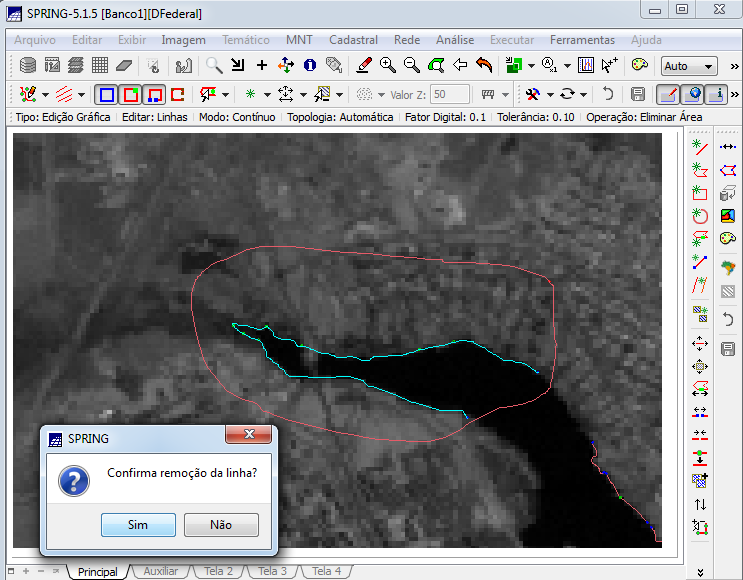 SPRING-5.1.5 [Banco1][DFederal]
Arquivo Editar Exibir Imagem Temático MNT Cadastral Rede Análise Executar Ferramentas Ajuda
Auto
Valor Z: 50
Tipo: Edição Gráfica Editar: Linhas Modo: Contínuo Topologia: Automática Fator Digital: 0.1 Tolerância: 0.10 Operação: Eliminar Área
SPRING
Confirma remoção da linha?
Sim Não
Principal Auxiliar Tela 2 Tela 3 Tela 4